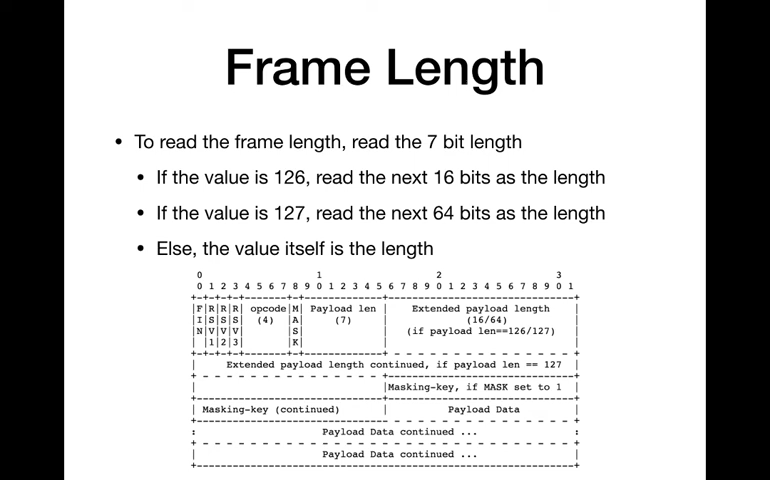 Frame Length
• To read the frame length, read the 7 bit length
• If the value is 126, read the next 16 bits as the length
• If the value is 127, read the next 64 bits as the length
• Else, the value itself is the length
 0                   1                   2                   3
 0 1 2 3 4 5 6 7 8 9 0 1 2 3 4 5 6 7 8 9 0 1 2 3 4 5 6 7 8 9 0 1
+-+-+-+-+-------+-+-------------+-------------------------------+
|F|R|R|R| opcode|M| Payload len |    Extended payload length    |
|I|S|S|S|  (4)  |A|     (7)     |             (16/64)           |
|N|V|V|V|       |S|             |   (if payload len==126/127)   |
| |1|2|3|       |K|             |                               |
+-+-+-+-+-------+-+-------------+ - - - - - - - - - - - - - - - +
|     Extended payload length continued, if payload len == 127  |
+ - - - - - - - - - - - - - - - +-------------------------------+
|                               |Masking-key, if MASK set to 1  |
+-------------------------------+-------------------------------+
| Masking-key (continued)       |          Payload Data         |
+-------------------------------- - - - - - - - - - - - - - - - +
:                     Payload Data continued ...                :
+ - - - - - - - - - - - - - - - - - - - - - - - - - - - - - - - +
|                     Payload Data continued ...                |
+---------------------------------------------------------------+